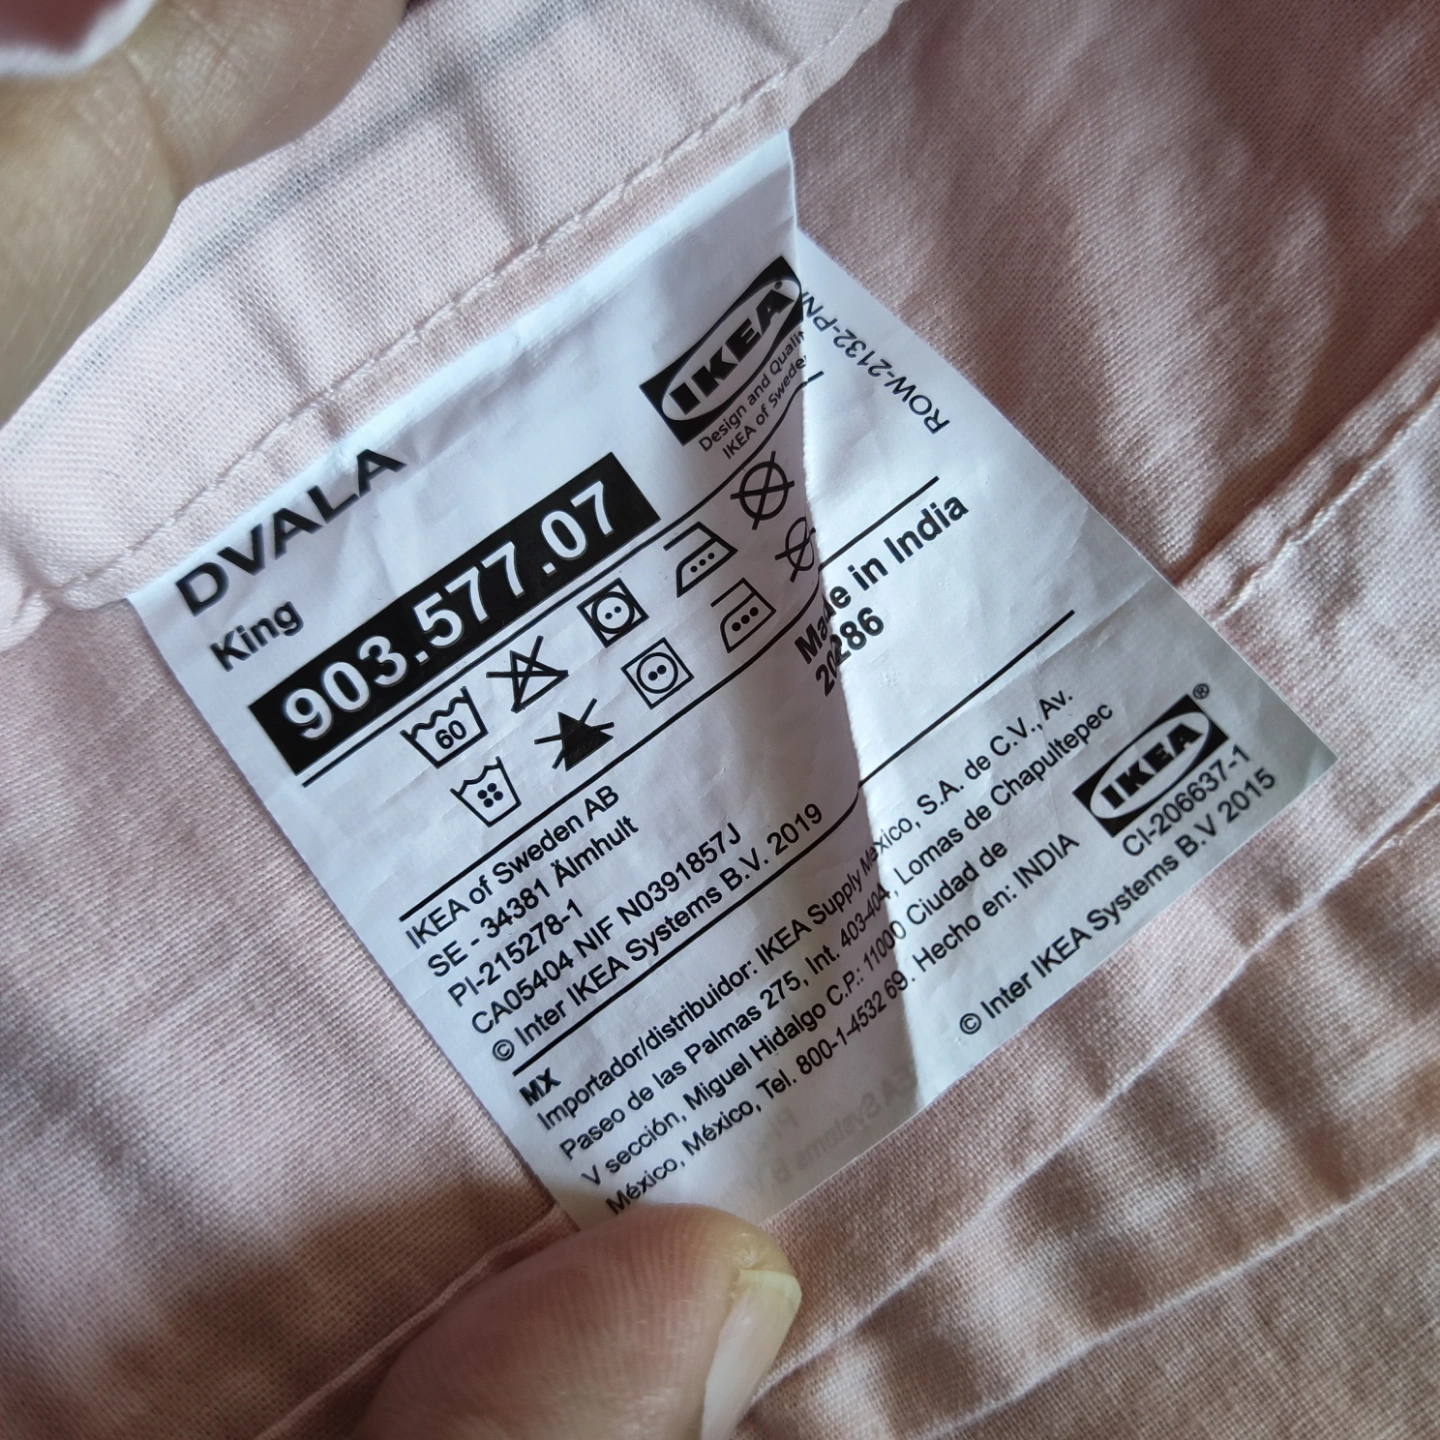 DVALA
King
903.577.07
IKEA
Design and Quality
IKEA of Sweden
60
Made in India
20286
ROW-2132-PN
IKEA of Sweden AB
SE - 34381 Älmhult
PI-215278-1
CA05404 NIF N0391857J
© Inter IKEA Systems B.V. 2019
MX
Importador/distribuidor: IKEA Supply México, S.A. de C.V., Av.
Paseo de las Palmas 275, Int. 403-404, Lomas de Chapultepec
V sección, Miguel Hidalgo C.P.: 11000 Ciudad de
México, México, Tel. 800-1-4532 69. Hecho en: INDIA
IKEA®
CI-206637-1
© Inter IKEA Systems B.V 2015